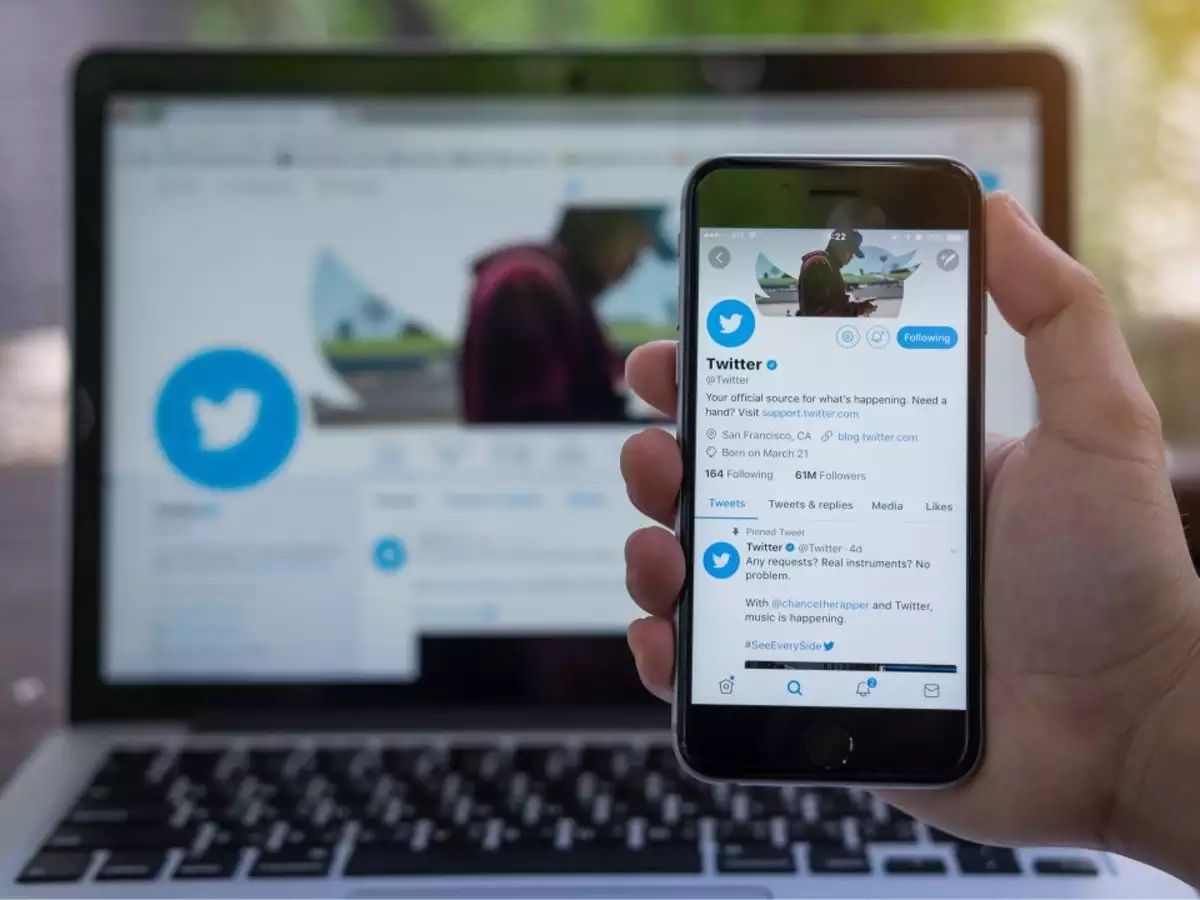 :22
Following
Twitter
@Twitter
Your official source for what's happening. Need a
hand? Visit support.twitter.com
San Francisco, CA blog.twitter.com
Born on March 21
164 Following 61M Followers
Tweets Tweets & replies Media Likes
Pinned Tweet
Twitter @Twitter · 4d
Any requests? Real instruments? No
problem.
With @chancetherapper and Twitter,
music is happening.
#SeeEverySide
2